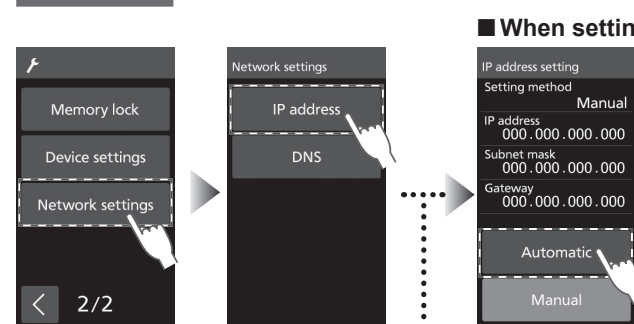 ■When settin
Memory lock
Device settings
Network settings
2/2
Network settings
IP address
DNS
IP address setting
Setting method
Manual
IP address
000.000.000.000
Subnet mask
000.000.000.000
Gateway
000.000.000.000
Automatic
Manual